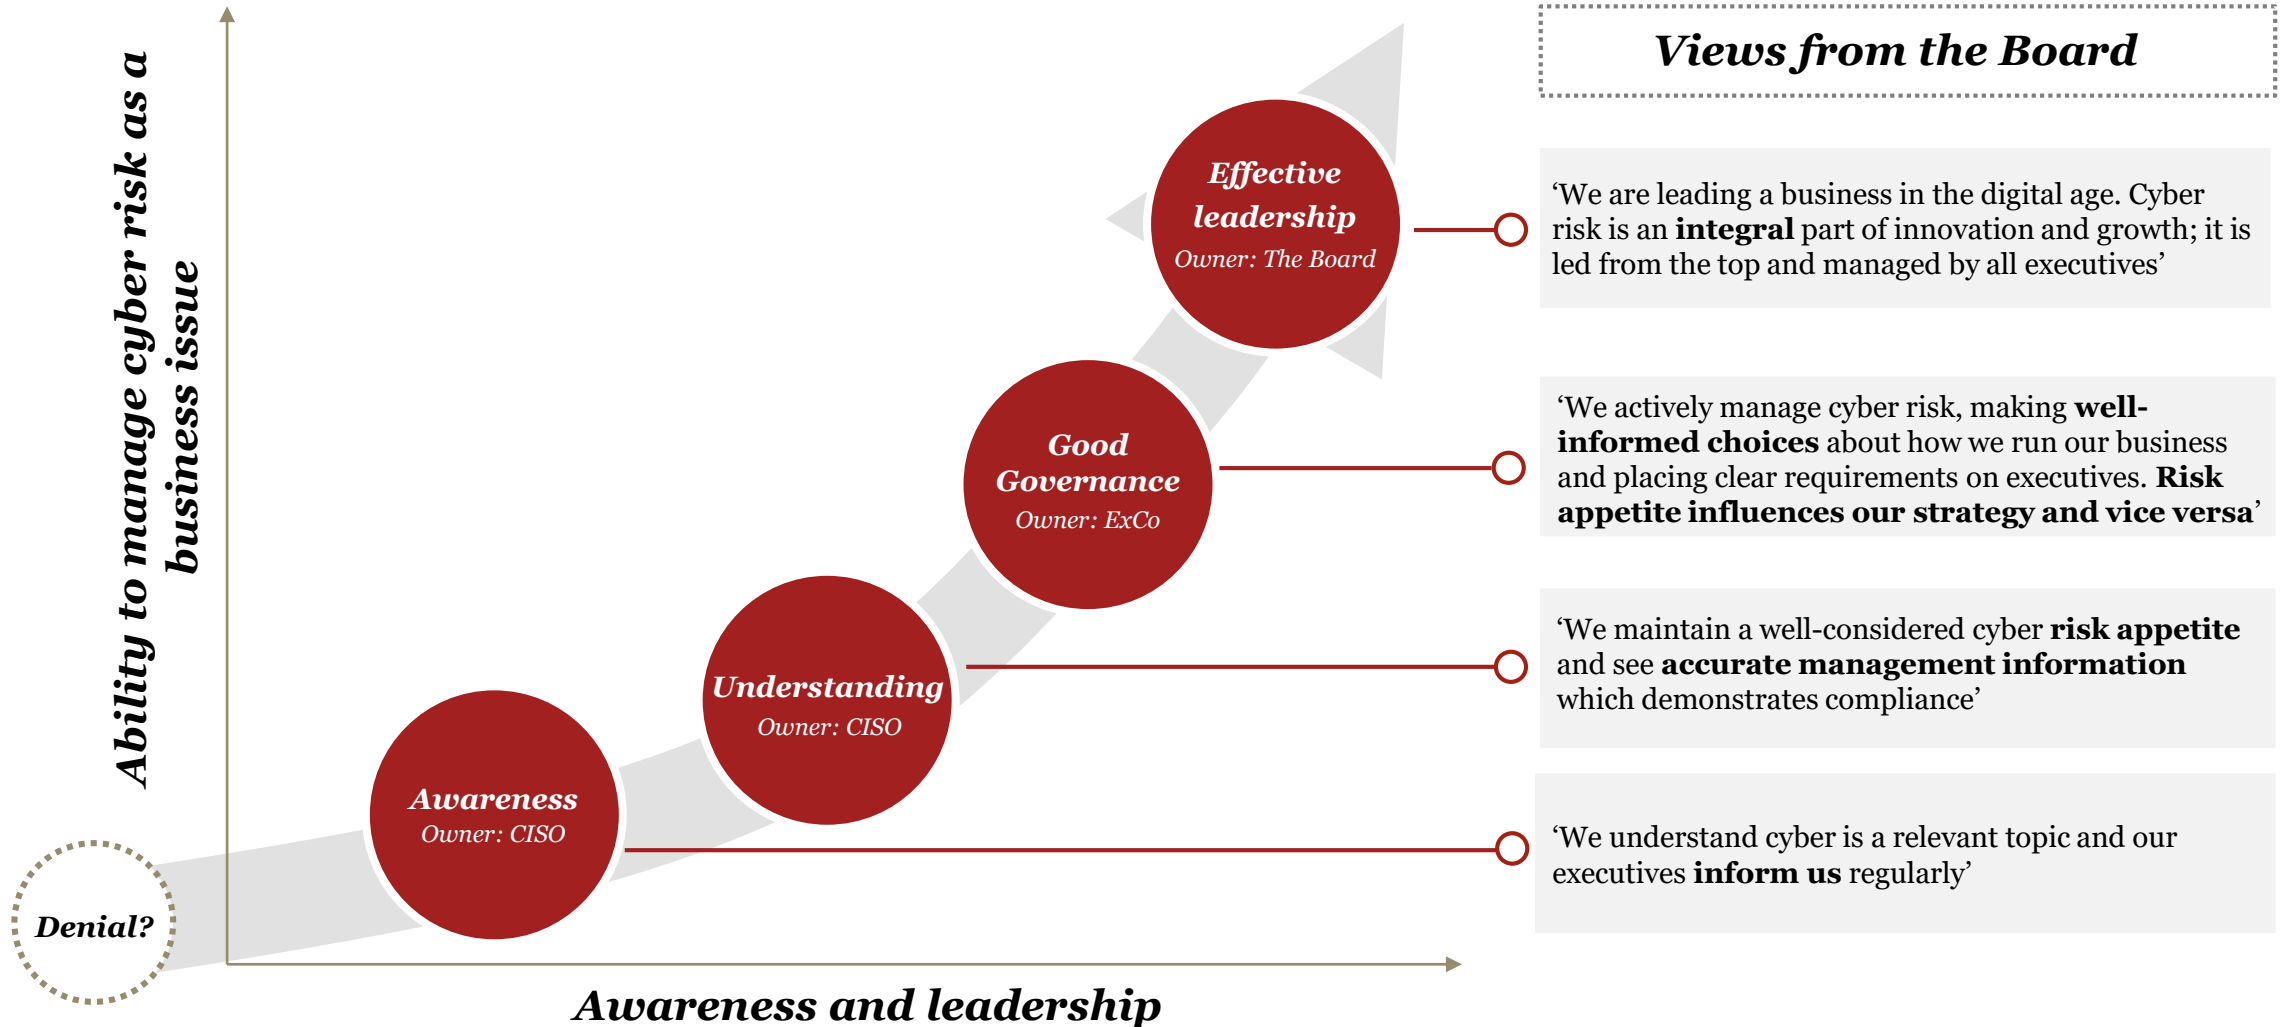 Ability to manage cyber risk as a
business issue
Views from the Board
Effective
leadership
Owner: The Board
‘We are leading a business in the digital age. Cyber
risk is an integral part of innovation and growth; it is
led from the top and managed by all executives’
Good
Governance
Owner: ExCo
‘We actively manage cyber risk, making well-
informed choices about how we run our business
and placing clear requirements on executives. Risk
appetite influences our strategy and vice versa’
Understanding
Owner: CISO
‘We maintain a well-considered cyber risk appetite
and see accurate management information
which demonstrates compliance’
Awareness
Owner: CISO
‘We understand cyber is a relevant topic and our
executives inform us regularly’
Denial?
Awareness and leadership